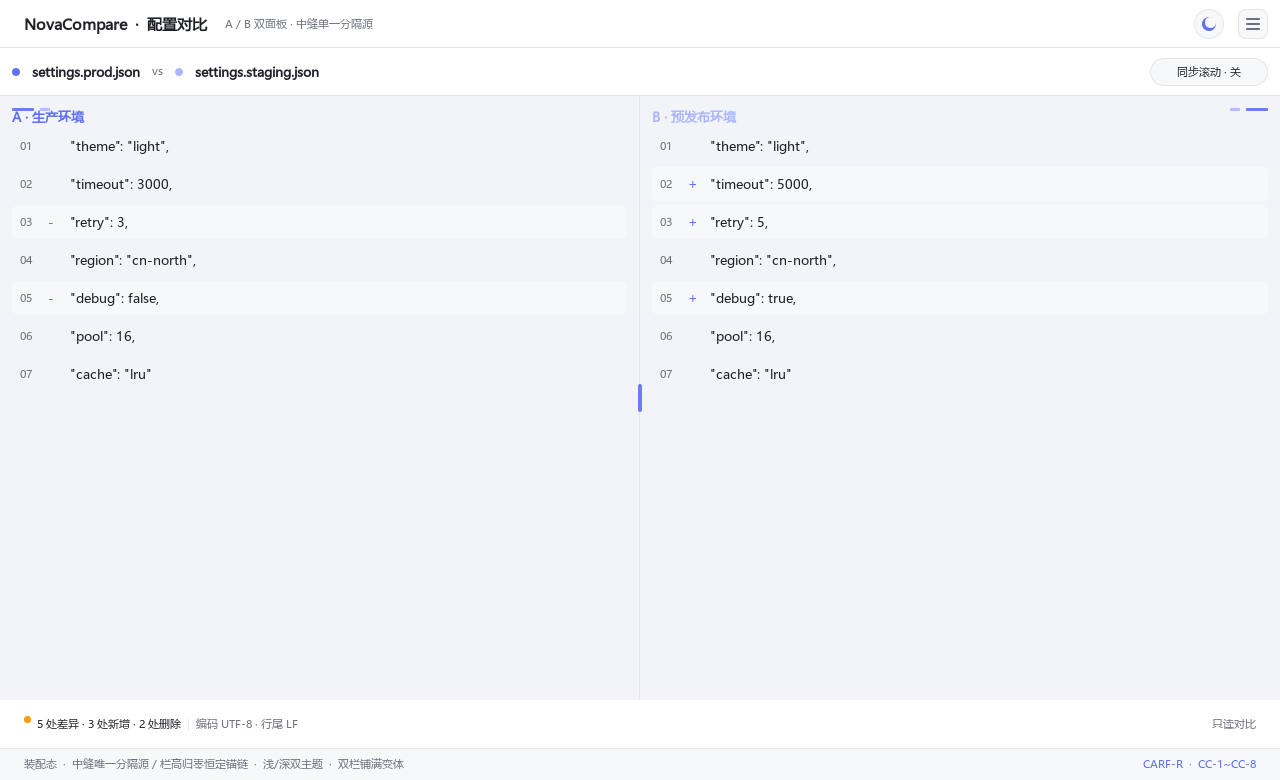 NovaCompare · 配置对比 A / B 双面板 · 中缝单一分隔源
settings.prod.json vs settings.staging.json 同步滚动 · 关
A · 生产环境
01 "theme": "light",
02 "timeout": 3000,
03 - "retry": 3,
04 "region": "cn-north",
05 - "debug": false,
06 "pool": 16,
07 "cache": "lru"
B · 预发布环境
01 "theme": "light",
02 + "timeout": 5000,
03 + "retry": 5,
04 "region": "cn-north",
05 + "debug": true,
06 "pool": 16,
07 "cache": "lru"
5 处差异 · 3 处新增 · 2 处删除 编码 UTF-8 · 行尾 LF 只读对比
装配态 · 中缝唯一分隔源 / 栏高归零恒定锚链 · 浅/深双主题 · 双栏铺满变体 CARF-R · CC-1~CC-8